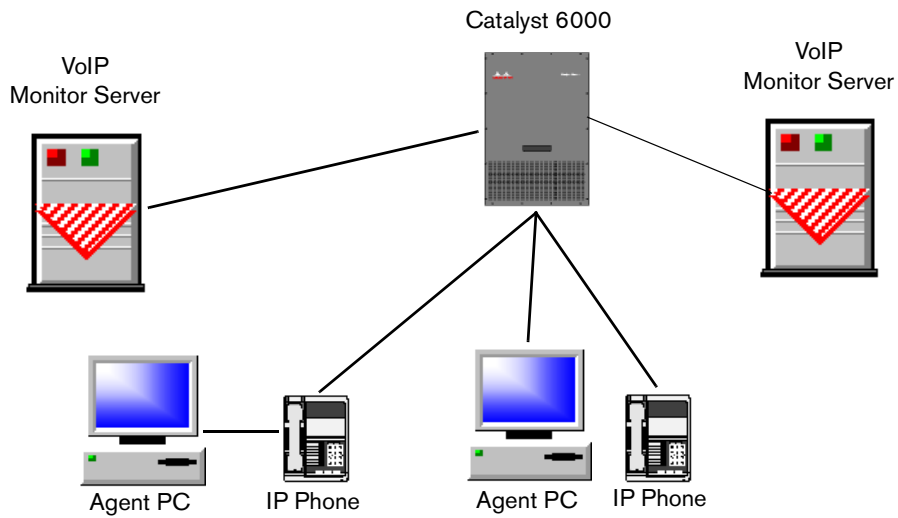 Catalyst 6000
VoIP
Monitor Server
VoIP
Monitor Server
Agent PC
IP Phone
Agent PC
IP Phone